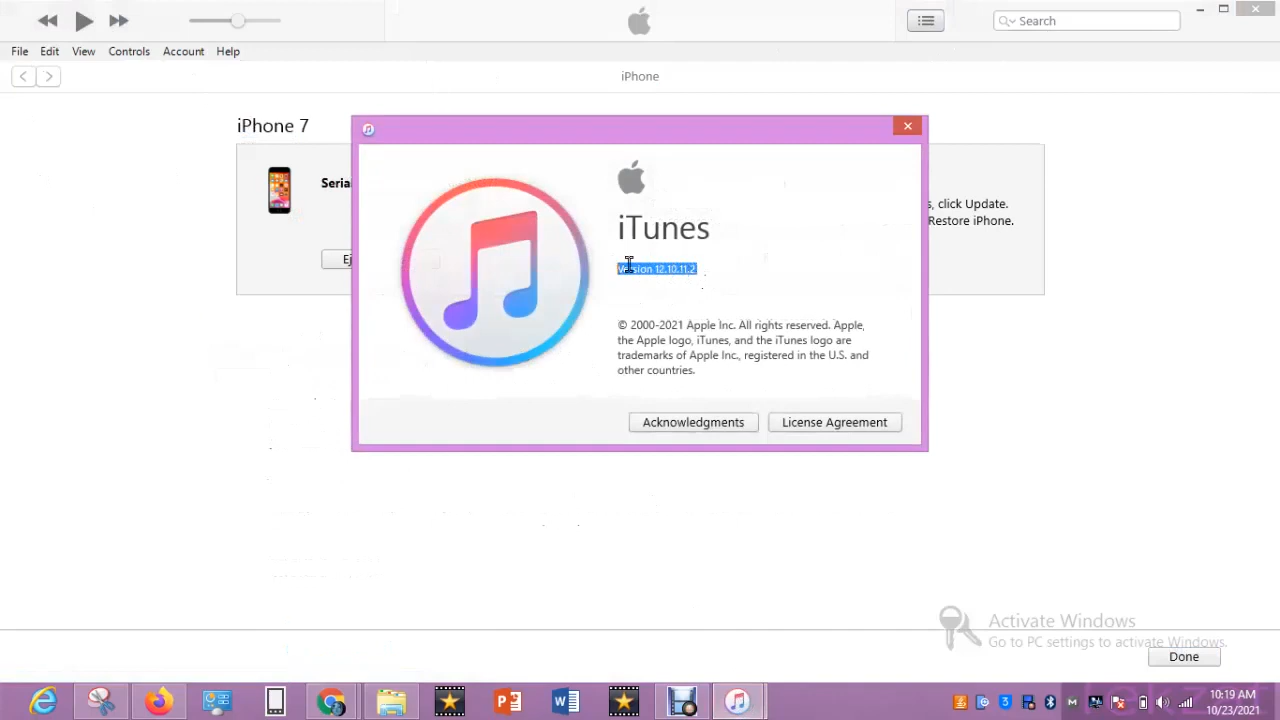 Search
File Edit View Controls Account Help
iPhone
iPhone 7
Serial
s, click Update.
Restore iPhone.
Ej
iTunes
Version 12.10.11.2
© 2000-2021 Apple Inc. All rights reserved. Apple,
the Apple logo, iTunes, and the iTunes logo are
trademarks of Apple Inc., registered in the U.S. and
other countries.
Acknowledgments License Agreement
Activate Windows
Go to PC settings to activate Windows.
Done
10:19 AM
10/23/2021